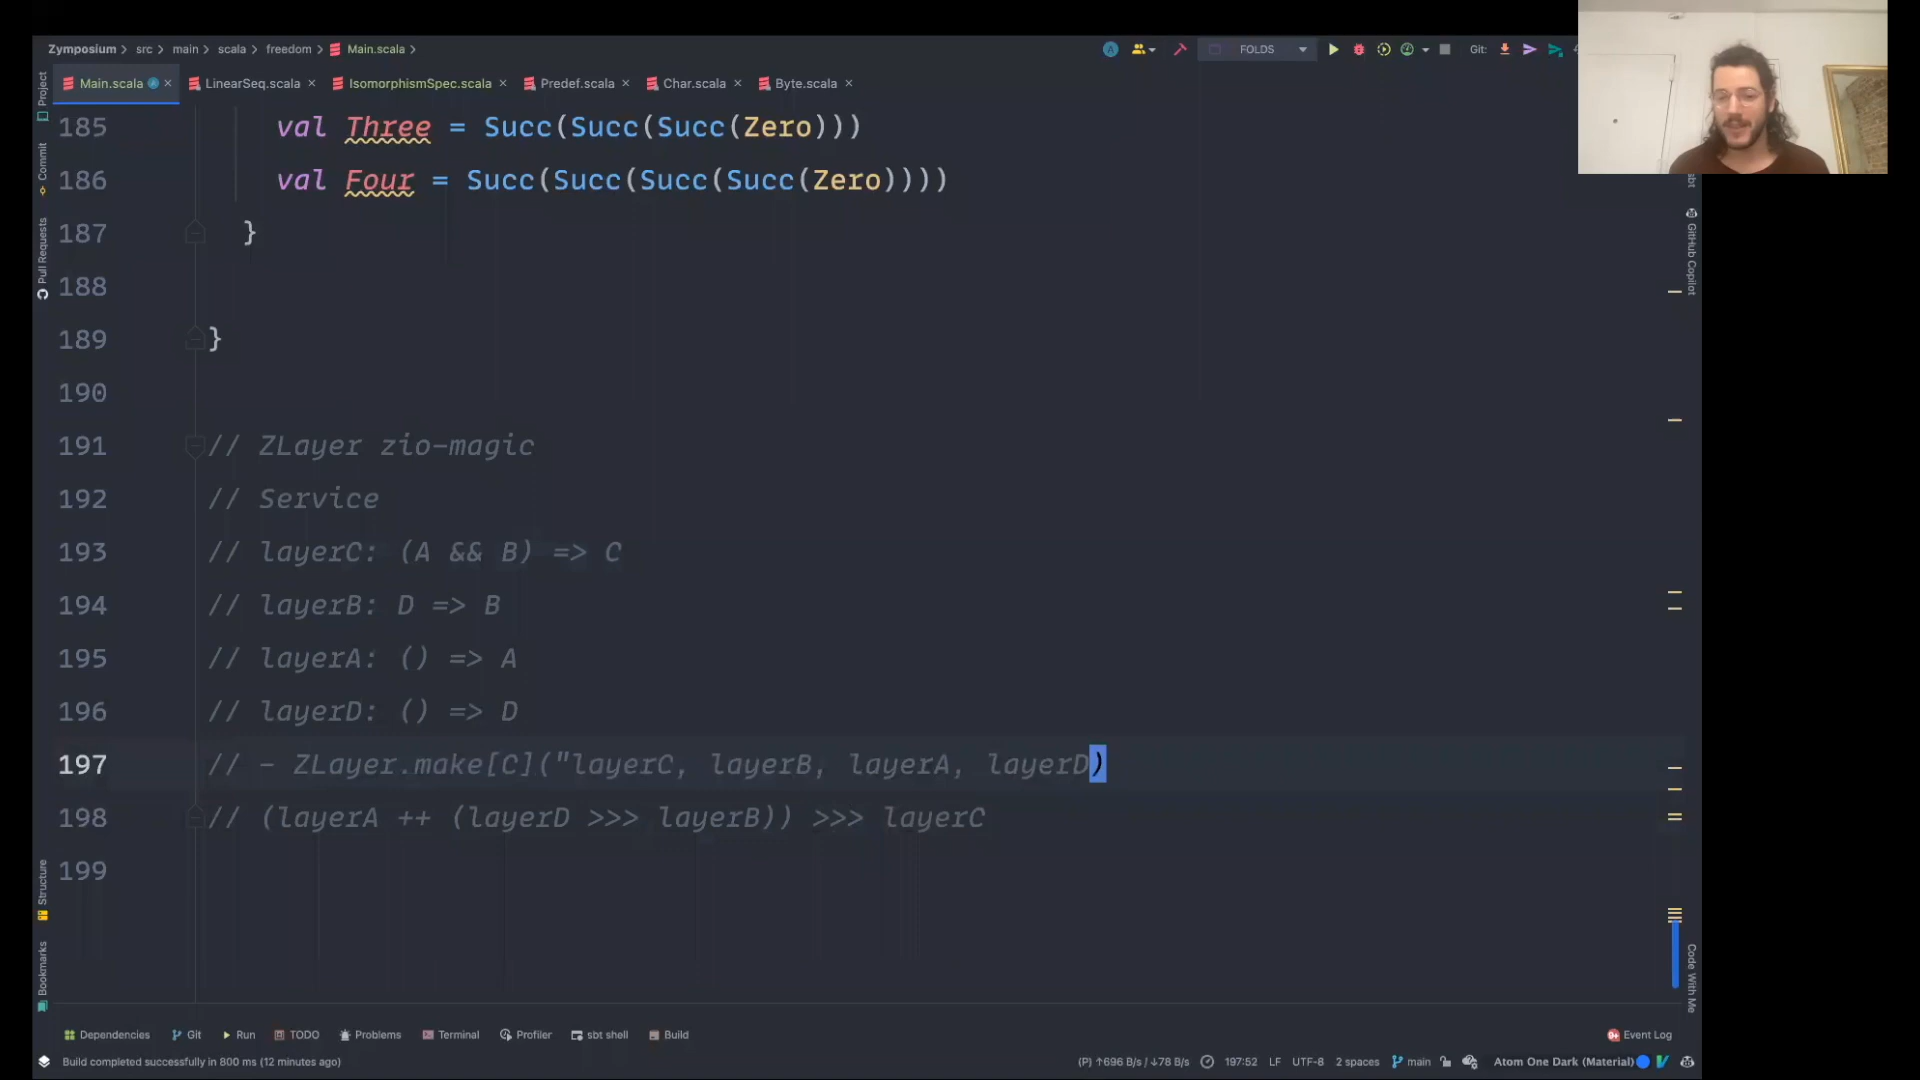 Zymposium > src > main > scala > freedom > Main.scala >
FOLDS
Git:
Main.scala
LinearSeq.scala
IsomorphismSpec.scala
Predef.scala
Char.scala
Byte.scala
Project
Commit
Pull Requests
Structure
Bookmarks
sbt
GitHub Copilot
Code With Me
185 val Three = Succ(Succ(Succ(Zero)))
186 val Four = Succ(Succ(Succ(Succ(Zero))))
187 }
188
189 }
190
191 // ZLayer zio-magic
192 // Service
193 // layerC: (A && B) => C
194 // layerB: D => B
195 // layerA: () => A
196 // layerD: () => D
197 // - ZLayer.make[C]("layerC, layerB, layerA, layerD)
198 // (layerA ++ (layerD >>> layerB)) >>> layerC
199
Dependencies Git Run TODO Problems Terminal Profiler sbt shell Build Event Log
Build completed successfully in 800 ms (12 minutes ago) (P) ↑696 B/s ↓78 B/s 197:52 LF UTF-8 2 spaces main Atom One Dark (Material)